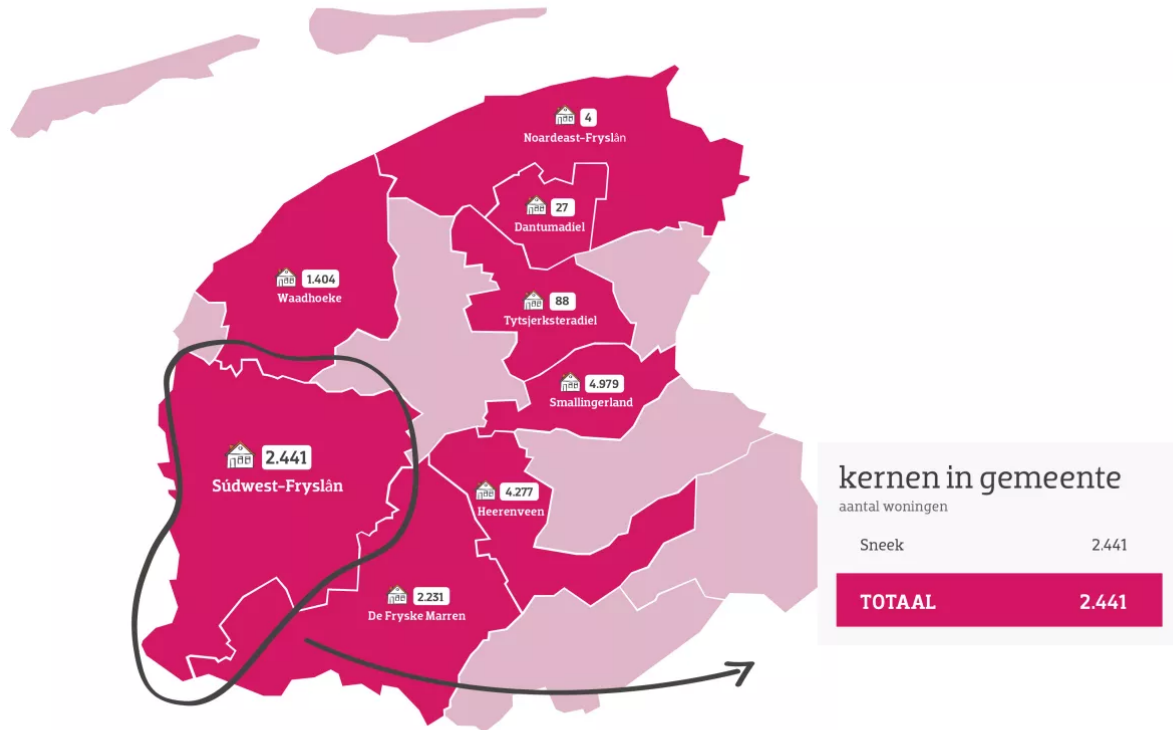 4
Noardeast-Fryslân
27
Dantumadiel
1.404
Waadhoeke
88
Tytsjerksteradiel
4.979
Smallingerland
2.441
Súdwest-Fryslân
4.277
Heerenveen
2.231
De Fryske Marren
kernen in gemeente
aantal woningen
Sneek 2.441
TOTAAL 2.441